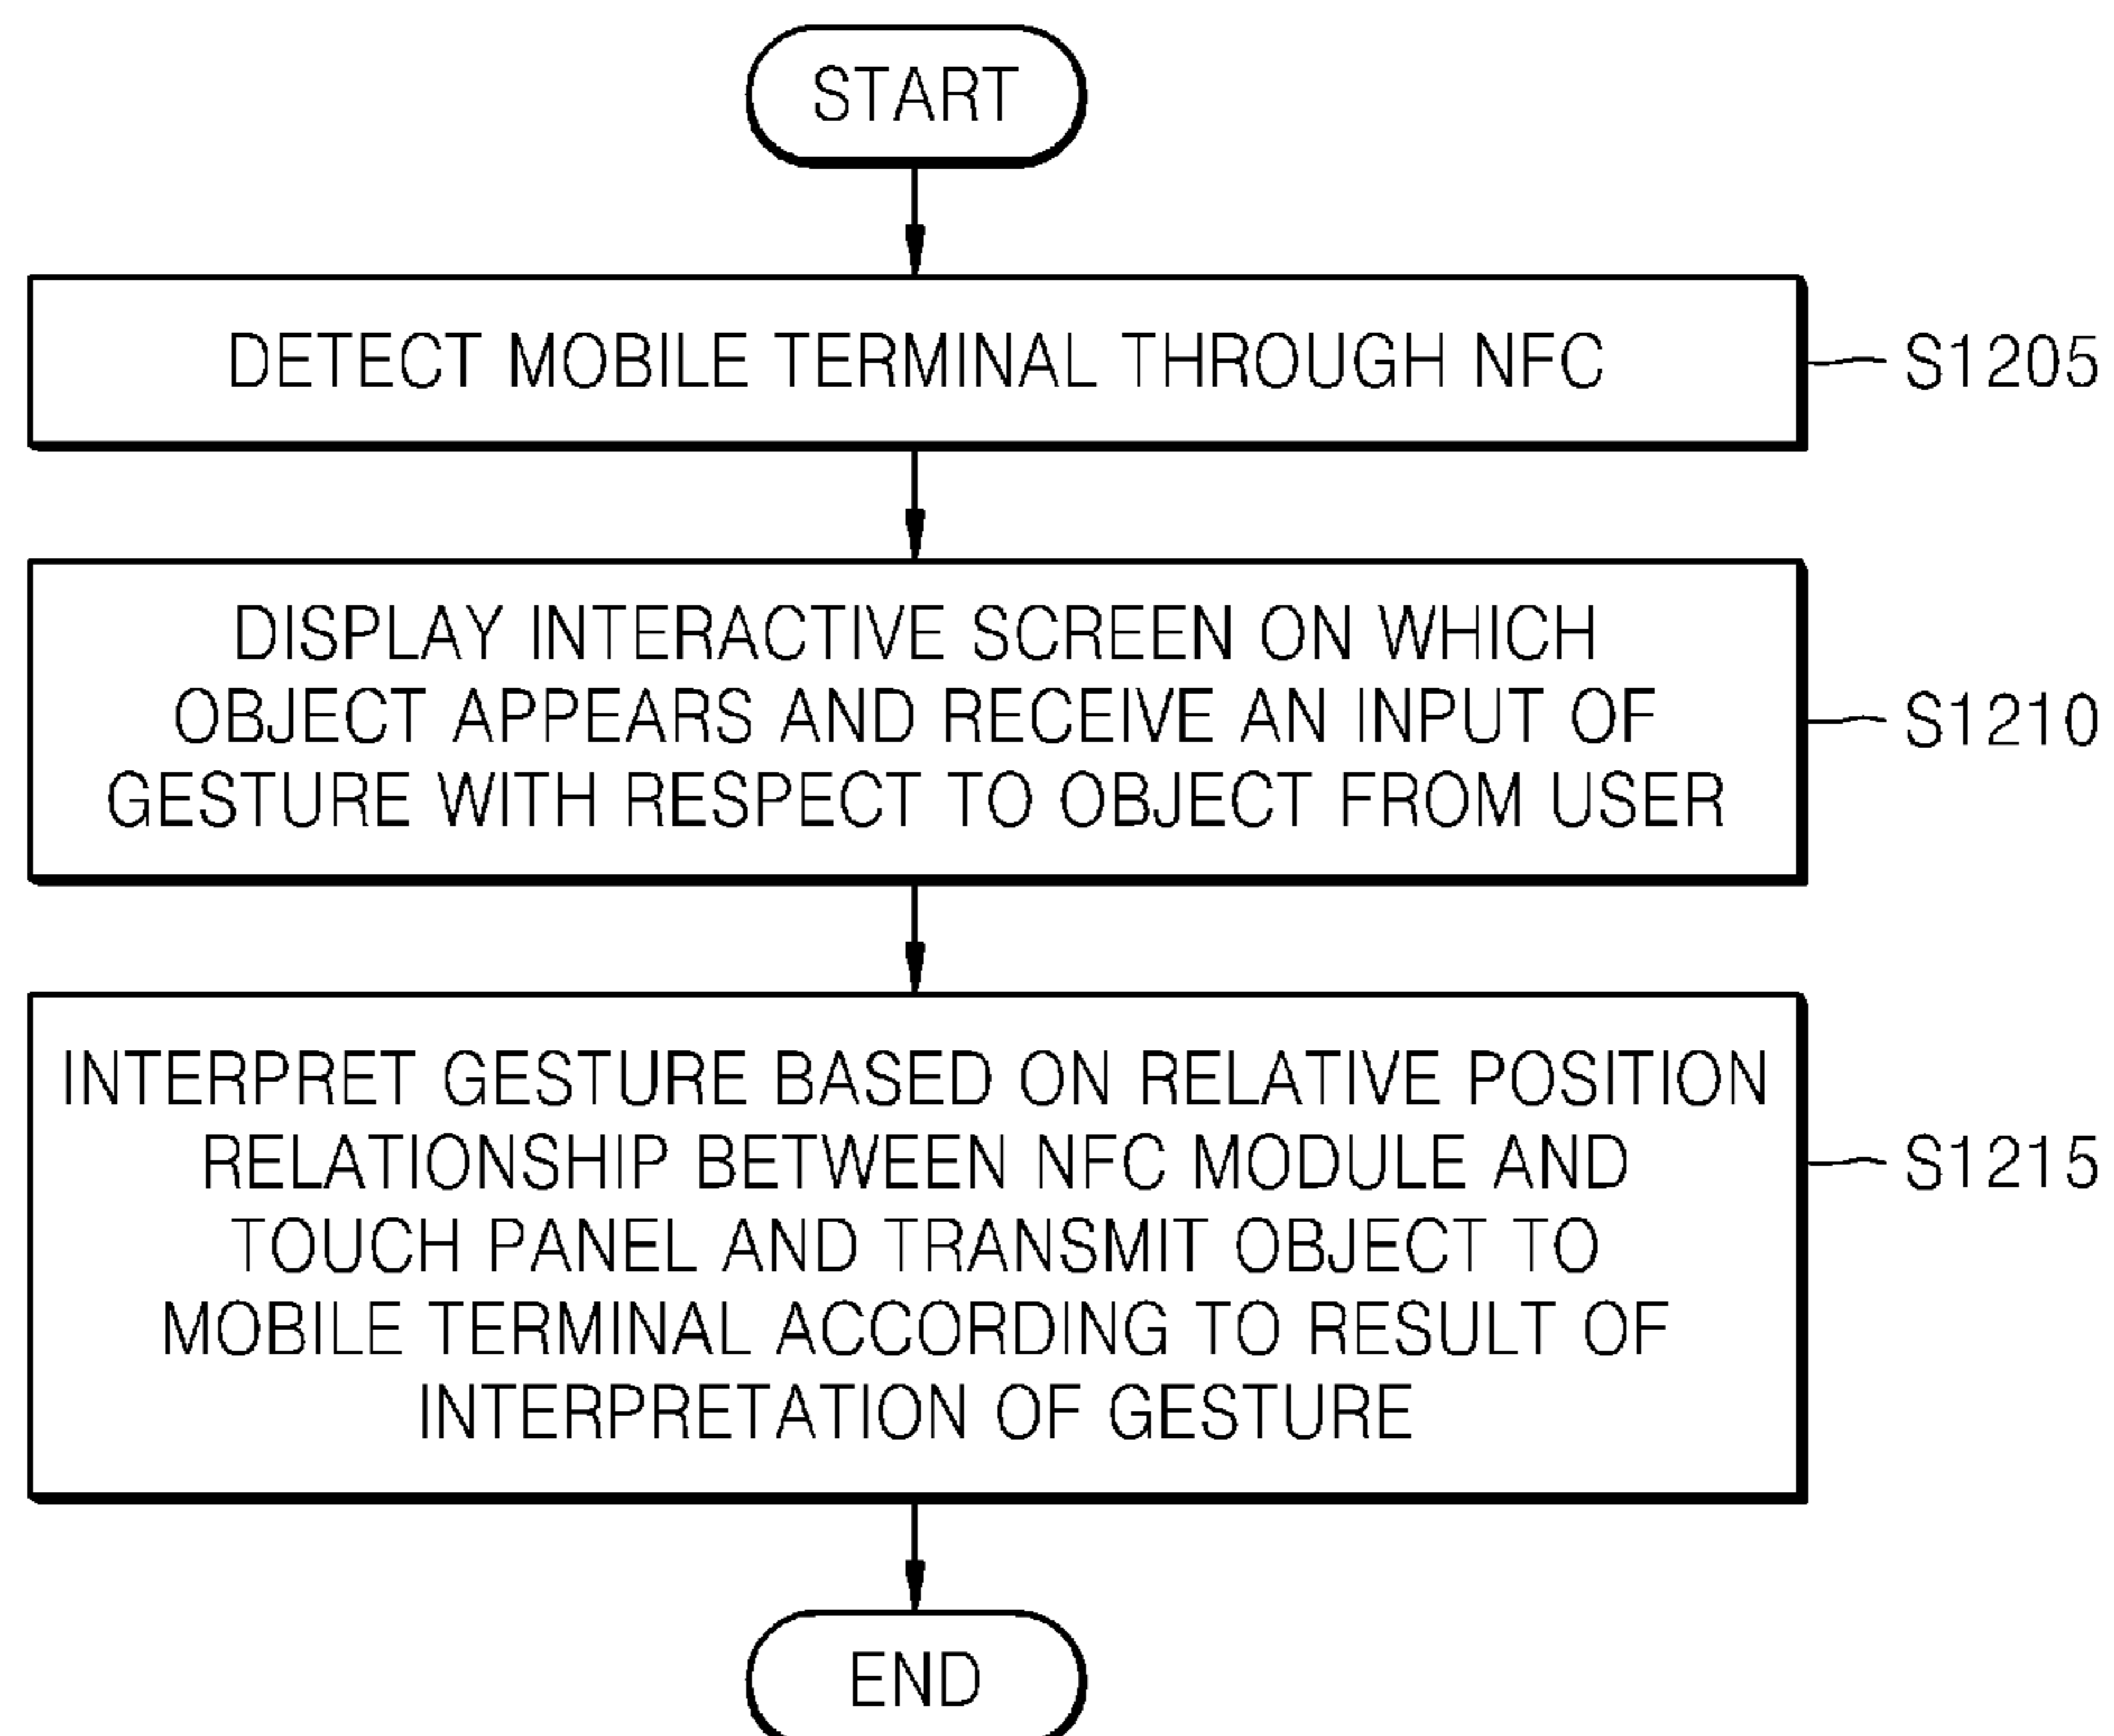 START
DETECT MOBILE TERMINAL THROUGH NFC
S1205
DISPLAY INTERACTIVE SCREEN ON WHICH
OBJECT APPEARS AND RECEIVE AN INPUT OF
GESTURE WITH RESPECT TO OBJECT FROM USER
S1210
INTERPRET GESTURE BASED ON RELATIVE POSITION
RELATIONSHIP BETWEEN NFC MODULE AND
TOUCH PANEL AND TRANSMIT OBJECT TO
MOBILE TERMINAL ACCORDING TO RESULT OF
INTERPRETATION OF GESTURE
S1215
END